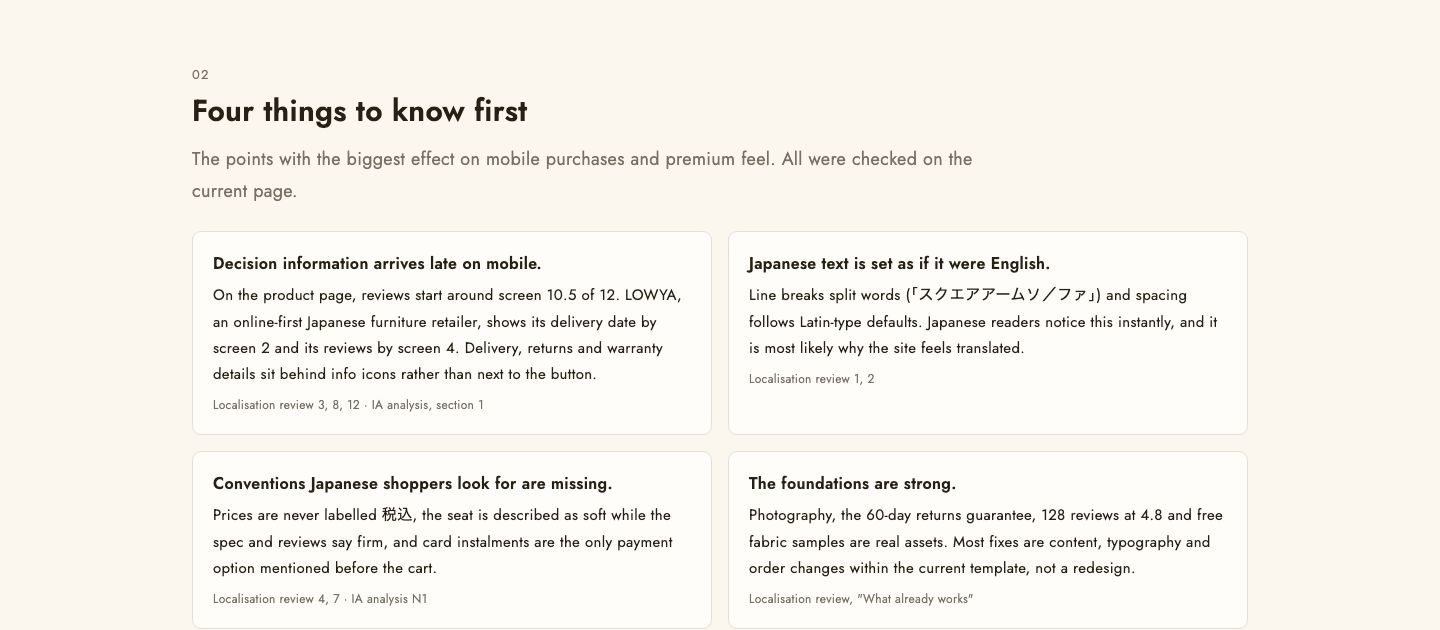 02
Four things to know first
The points with the biggest effect on mobile purchases and premium feel. All were checked on the
current page.
Decision information arrives late on mobile.
On the product page, reviews start around screen 10.5 of 12. LOWYA,
an online-first Japanese furniture retailer, shows its delivery date by
screen 2 and its reviews by screen 4. Delivery, returns and warranty
details sit behind info icons rather than next to the button.
Localisation review 3, 8, 12 · IA analysis, section 1
Japanese text is set as if it were English.
Line breaks split words (「スクエアアームソ／ファ」) and spacing
follows Latin-type defaults. Japanese readers notice this instantly, and it
is most likely why the site feels translated.
Localisation review 1, 2
Conventions Japanese shoppers look for are missing.
Prices are never labelled 税込, the seat is described as soft while the
spec and reviews say firm, and card instalments are the only payment
option mentioned before the cart.
Localisation review 4, 7 · IA analysis N1
The foundations are strong.
Photography, the 60-day returns guarantee, 128 reviews at 4.8 and free
fabric samples are real assets. Most fixes are content, typography and
order changes within the current template, not a redesign.
Localisation review, "What already works"